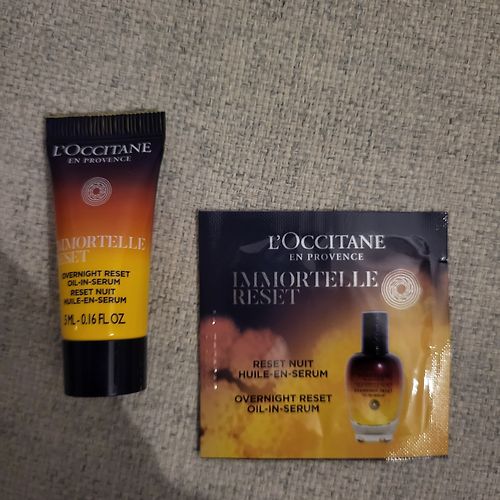 L'OCCITANE
EN PROVENCE
IMMORTELLE
RESET
OVERNIGHT RESET
OIL-IN-SERUM
RESET NUIT
HUILE-EN-SERUM
5 ML - 0.16 FL.OZ.
L'OCCITANE
EN PROVENCE
IMMORTELLE
RESET
RESET NUIT
HUILE-EN-SERUM
OVERNIGHT RESET
OIL-IN-SERUM